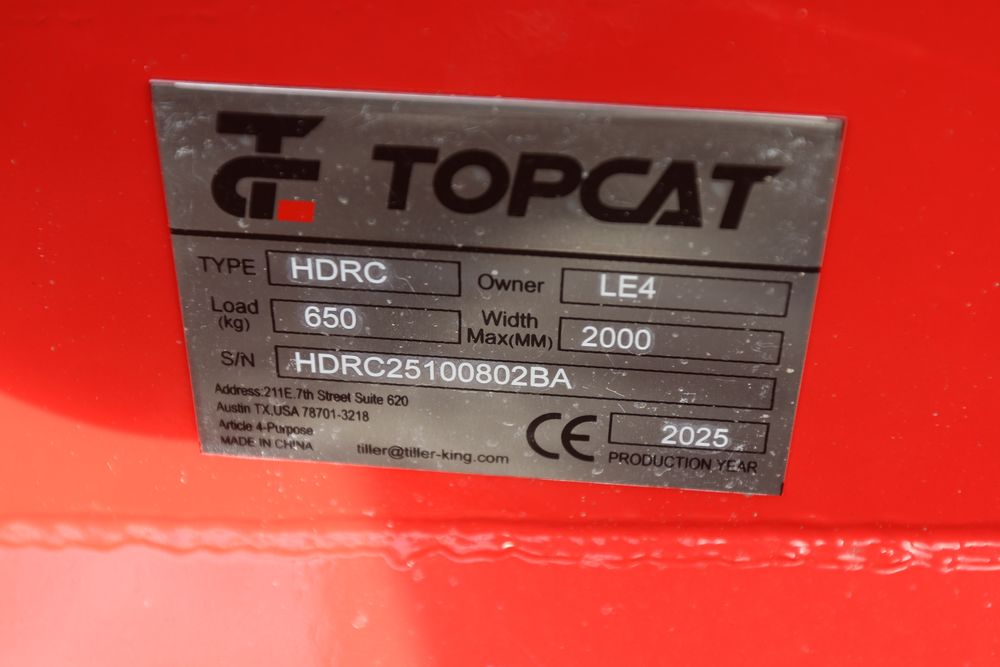 TOPCAT
TYPE HDRC Owner LE4
Load (kg) 650 Width Max(MM) 2000
S/N HDRC25100802BA
Address:211E.7th Street Suite 620
Austin TX,USA 78701-3218
Article 4-Purpose
MADE IN CHINA
tiller@tiller-king.com
CE 2025
PRODUCTION YEAR